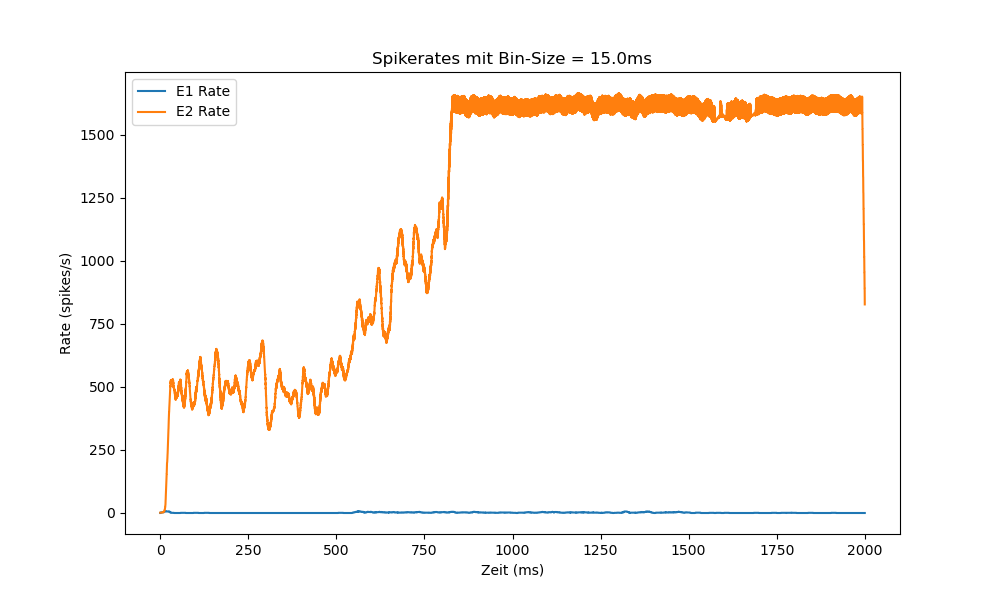 Spikerates mit Bin-Size = 15.0ms
E1 Rate
E2 Rate
1500
1250
1000
750
500
250
0
Rate (spikes/s)
0 250 500 750 1000 1250 1500 1750 2000
Zeit (ms)